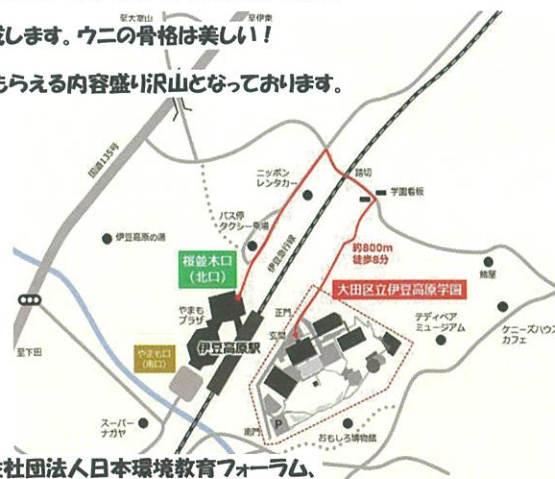 至大室山
至伊東
成します。ウニの骨格は美しい！
もらえる内容盛り沢山となっております。
国道135号
ニッポン
レンタカー
踏切
学園看板
バス停
タクシー乗場
伊豆急行線
伊豆高原の湯
桜並木口
(北口)
約800m
徒歩8分
大田区立伊豆高原学園
やまも
プラザ
正門
玄関
テディベア
ミュージアム
ケニーズハウス
カフェ
至下田
やまも口
(南口)
伊豆高原駅
スーパー
ナガヤ
南門
P
おもしろ博物館
社団法人日本環境教育フォーラム、